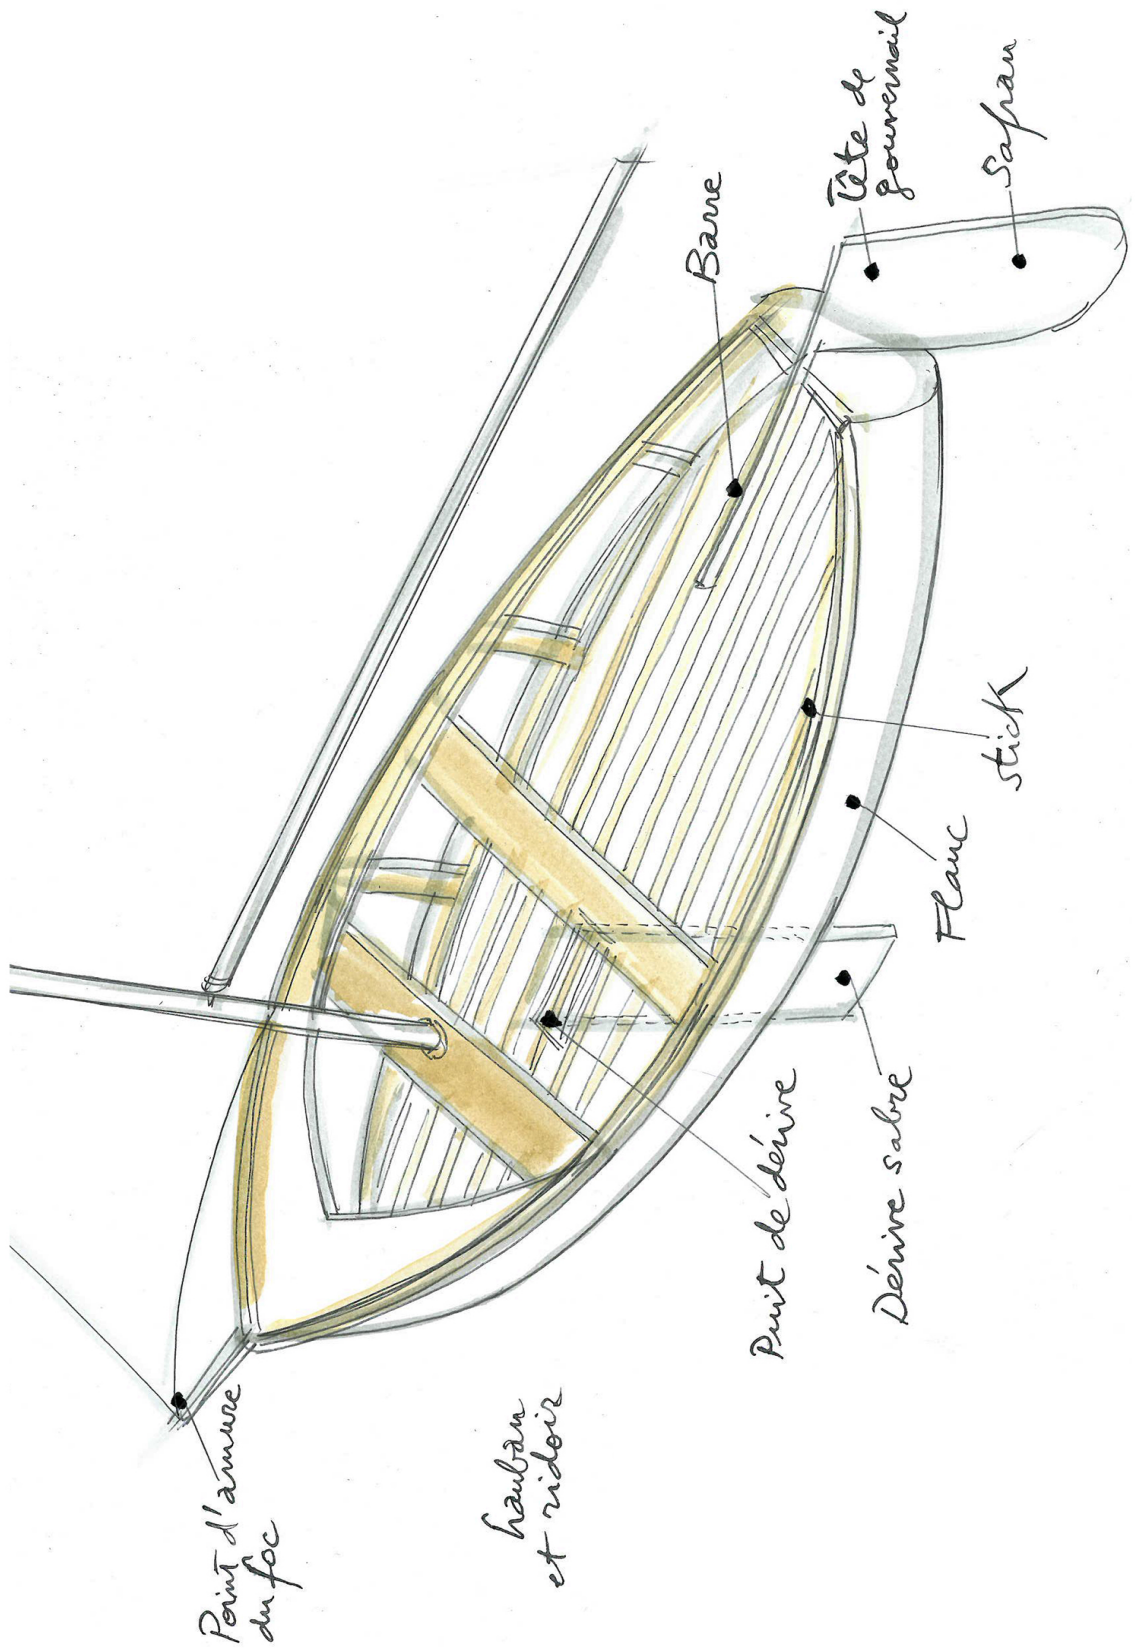 Point d'amure
du foc
hauban
et ridoir
Barre
Puit de dérive
Tête de
gouvernail
Dérive sabre
Flanc
stick
Safran